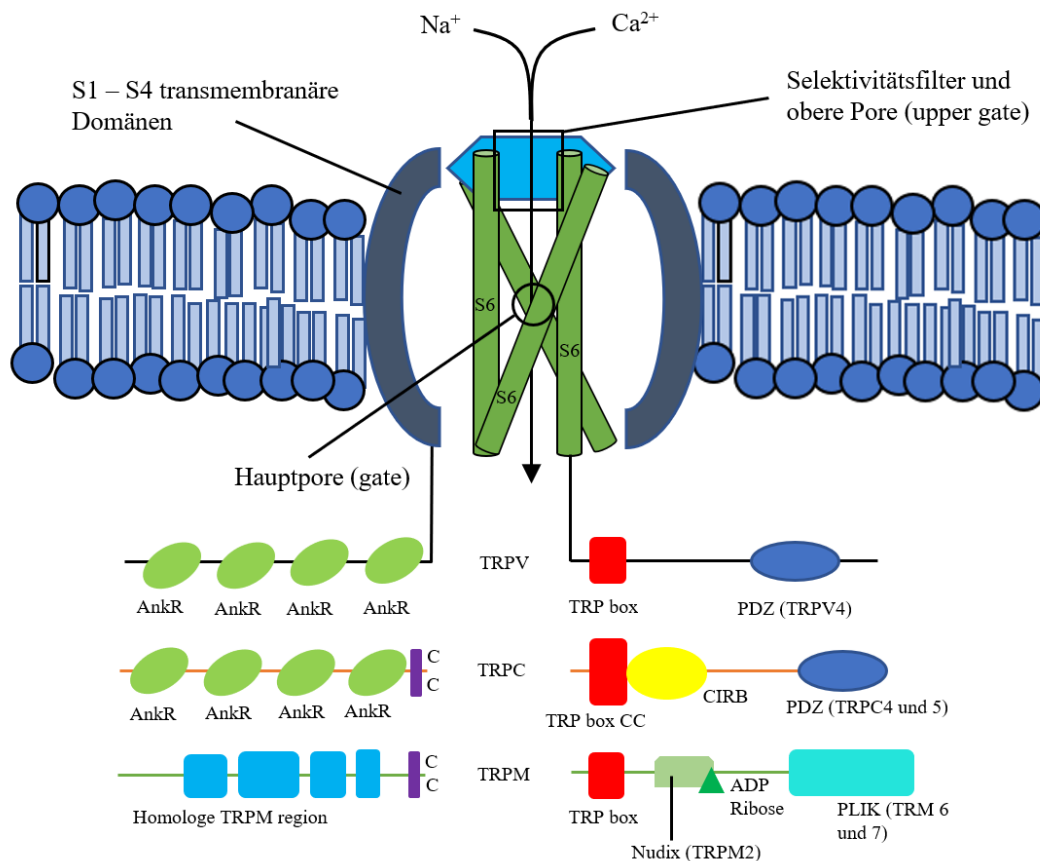 Na⁺
Ca²⁺
S1 – S4 transmembranäre
Domänen
Selektivitätsfilter und
obere Pore (upper gate)
S6
S6
S6
Hauptpore (gate)
TRPV
AnkR
AnkR
AnkR
AnkR
TRP box
PDZ (TRPV4)
C
C
TRPC
AnkR
AnkR
AnkR
AnkR
TRP box CC
CIRB
PDZ (TRPC4 und 5)
C
C
TRPM
Homologe TRPM region
TRP box
ADP
Ribose
PLIK (TRM 6
und 7)
Nudix (TRPM2)